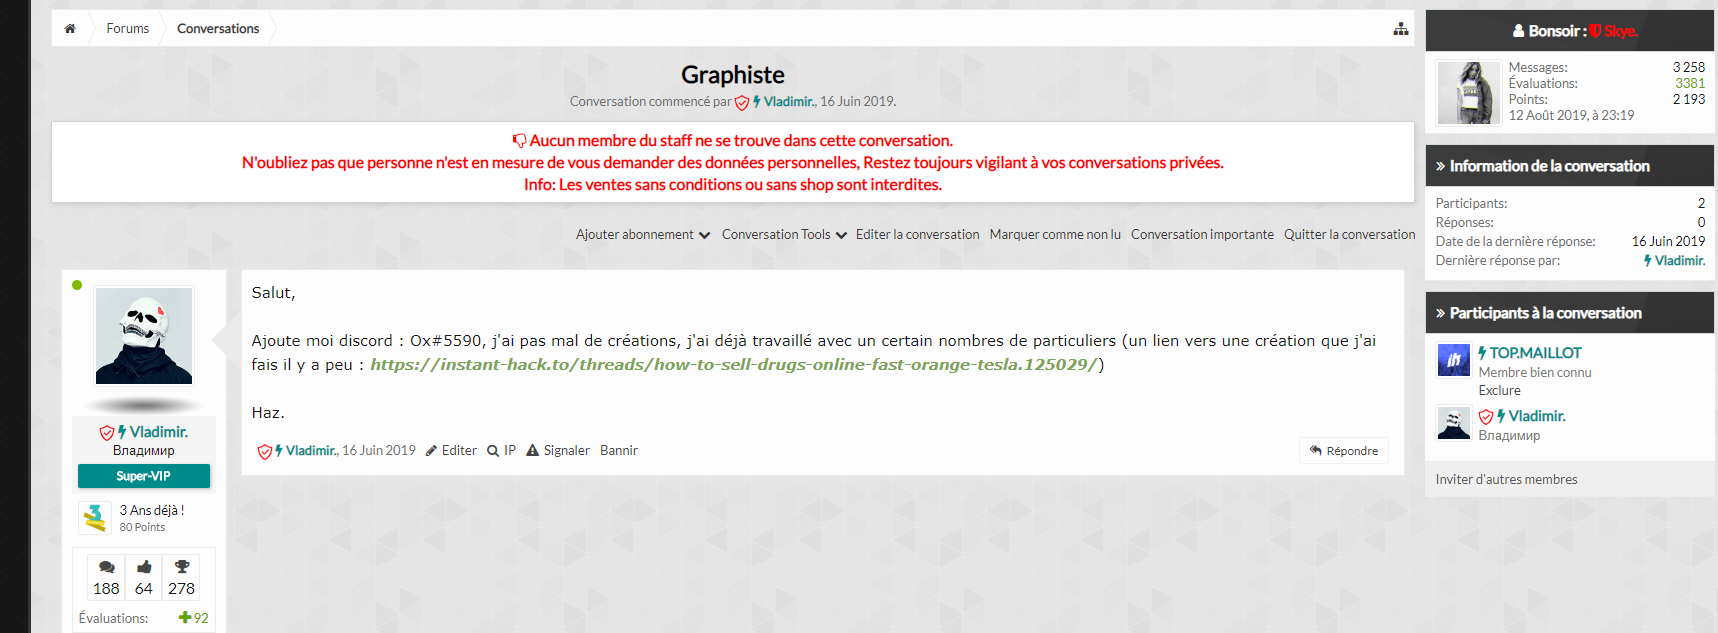 Forums
Conversations
Graphiste
Conversation commencé par Vladimir., 16 Juin 2019.
Aucun membre du staff ne se trouve dans cette conversation.
N'oubliez pas que personne n'est en mesure de vous demander des données personnelles, Restez toujours vigilant à vos conversations privées.
Info: Les ventes sans conditions ou sans shop sont interdites.
Ajouter abonnement Conversation Tools Editer la conversation Marquer comme non lu Conversation importante Quitter la conversation
Salut,
Ajoute moi discord : Ox#5590, j'ai pas mal de créations, j'ai déjà travaillé avec un certain nombres de particuliers (un lien vers une création que j'ai
fais il y a peu : https://instant-hack.to/threads/how-to-sell-drugs-online-fast-orange-tesla.125029/)
Haz.
Vladimir., 16 Juin 2019 Editer IP Signaler Bannir
Répondre
Vladimir.
Владимир
Super-VIP
3 Ans déjà !
80 Points
188 64 278
Évaluations: 92
Bonsoir : Skye.
Messages: 3 258
Évaluations: 3381
Points: 2 193
12 Août 2019, à 23:19
» Information de la conversation
Participants: 2
Réponses: 0
Date de la dernière réponse: 16 Juin 2019
Dernière réponse par: Vladimir.
» Participants à la conversation
TOP.MAILLOT
Membre bien connu
Exclure
Vladimir.
Владимир
Inviter d'autres membres